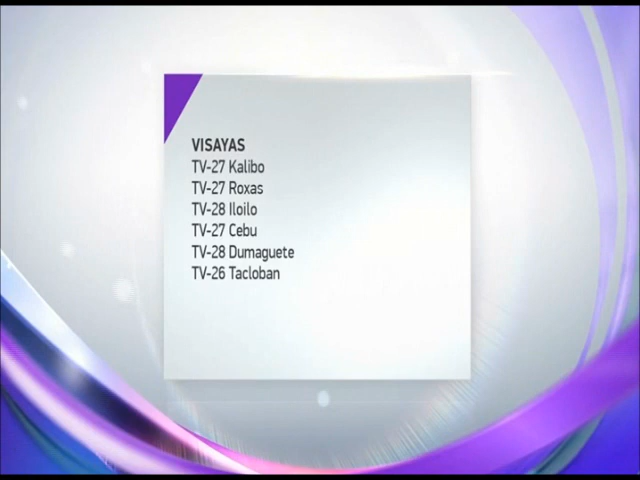 VISAYAS
TV-27 Kalibo
TV-27 Roxas
TV-28 Iloilo
TV-27 Cebu
TV-28 Dumaguete
TV-26 Tacloban